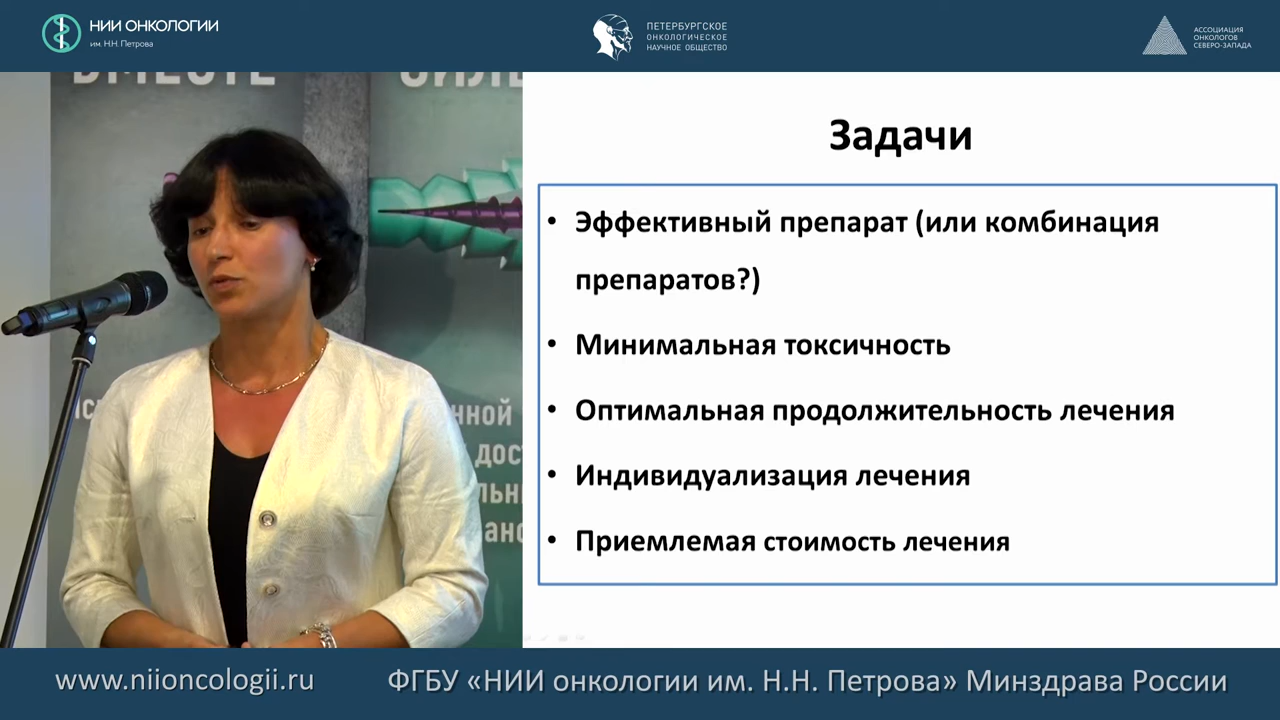 НИИ ОНКОЛОГИИ
им. Н.Н. Петрова
ПЕТЕРБУРГСКОЕ
ОНКОЛОГИЧЕСКОЕ
НАУЧНОЕ ОБЩЕСТВО
АССОЦИАЦИЯ
ОНКОЛОГОВ
СЕВЕРО-ЗАПАДА
ВМЕСТЕ
Задачи
• Эффективный препарат (или комбинация
препаратов?)
• Минимальная токсичность
• Оптимальная продолжительность лечения
• Индивидуализация лечения
• Приемлемая стоимость лечения
www.niioncologii.ru
ФГБУ «НИИ онкологии им. Н.Н. Петрова» Минздрава России